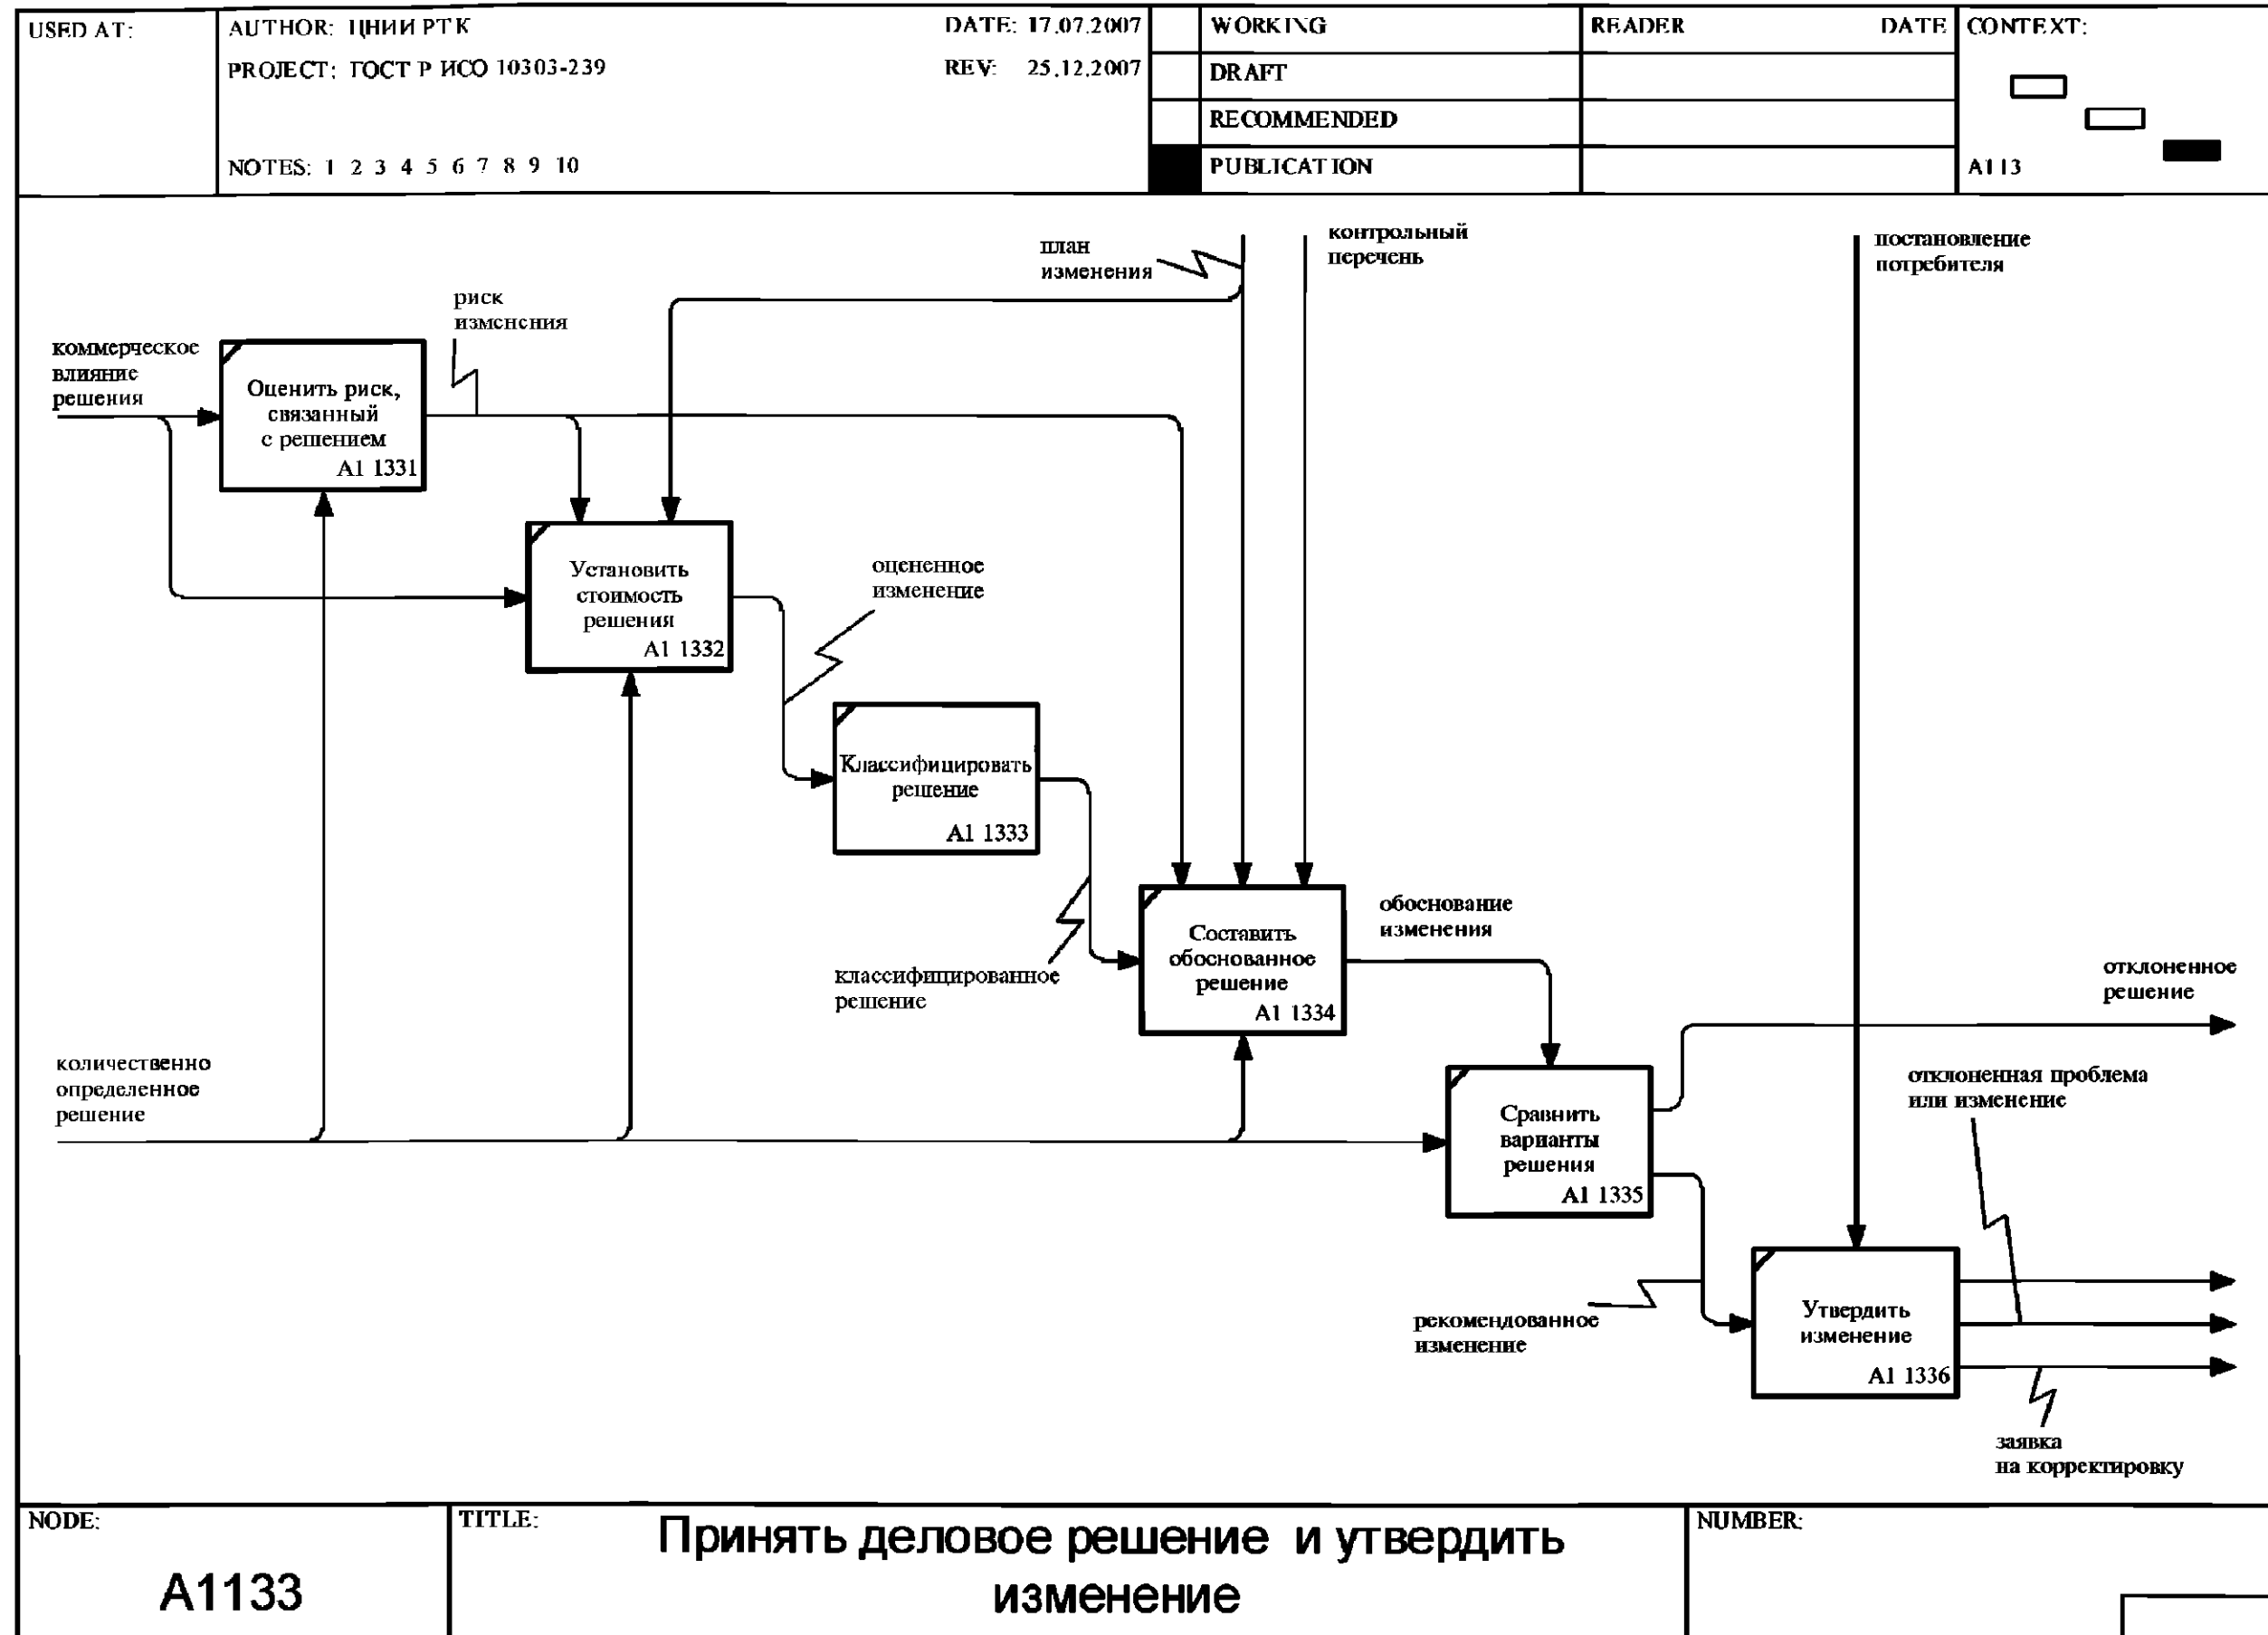 USED AT:
AUTHOR: ЦНИИ РТК
DATE: 17.07.2007
PROJECT: ГОСТ Р ИСО 10303-239
REV: 25.12.2007
NOTES: 1 2 3 4 5 6 7 8 9 10
WORKING
DRAFT
RECOMMENDED
PUBLICATION
READER DATE
CONTEXT:
A113
план
изменения
контрольный
перечень
постановление
потребителя
риск
изменения
коммерческое
влияние
решения
Оценить риск,
связанный
с решением
A1 1331
Установить
стоимость
решения
A1 1332
оцененное
изменение
Классифицировать
решение
A1 1333
классифицированное
решение
Составить
обоснованное
решение
A1 1334
обоснование
изменения
отклоненное
решение
количественно
определенное
решение
отклоненная проблема
или изменение
Сравнить
варианты
решения
A1 1335
рекомендованное
изменение
Утвердить
изменение
A1 1336
заявка
на корректировку
NODE:
A1133
TITLE:
Принять деловое решение и утвердить
изменение
NUMBER: